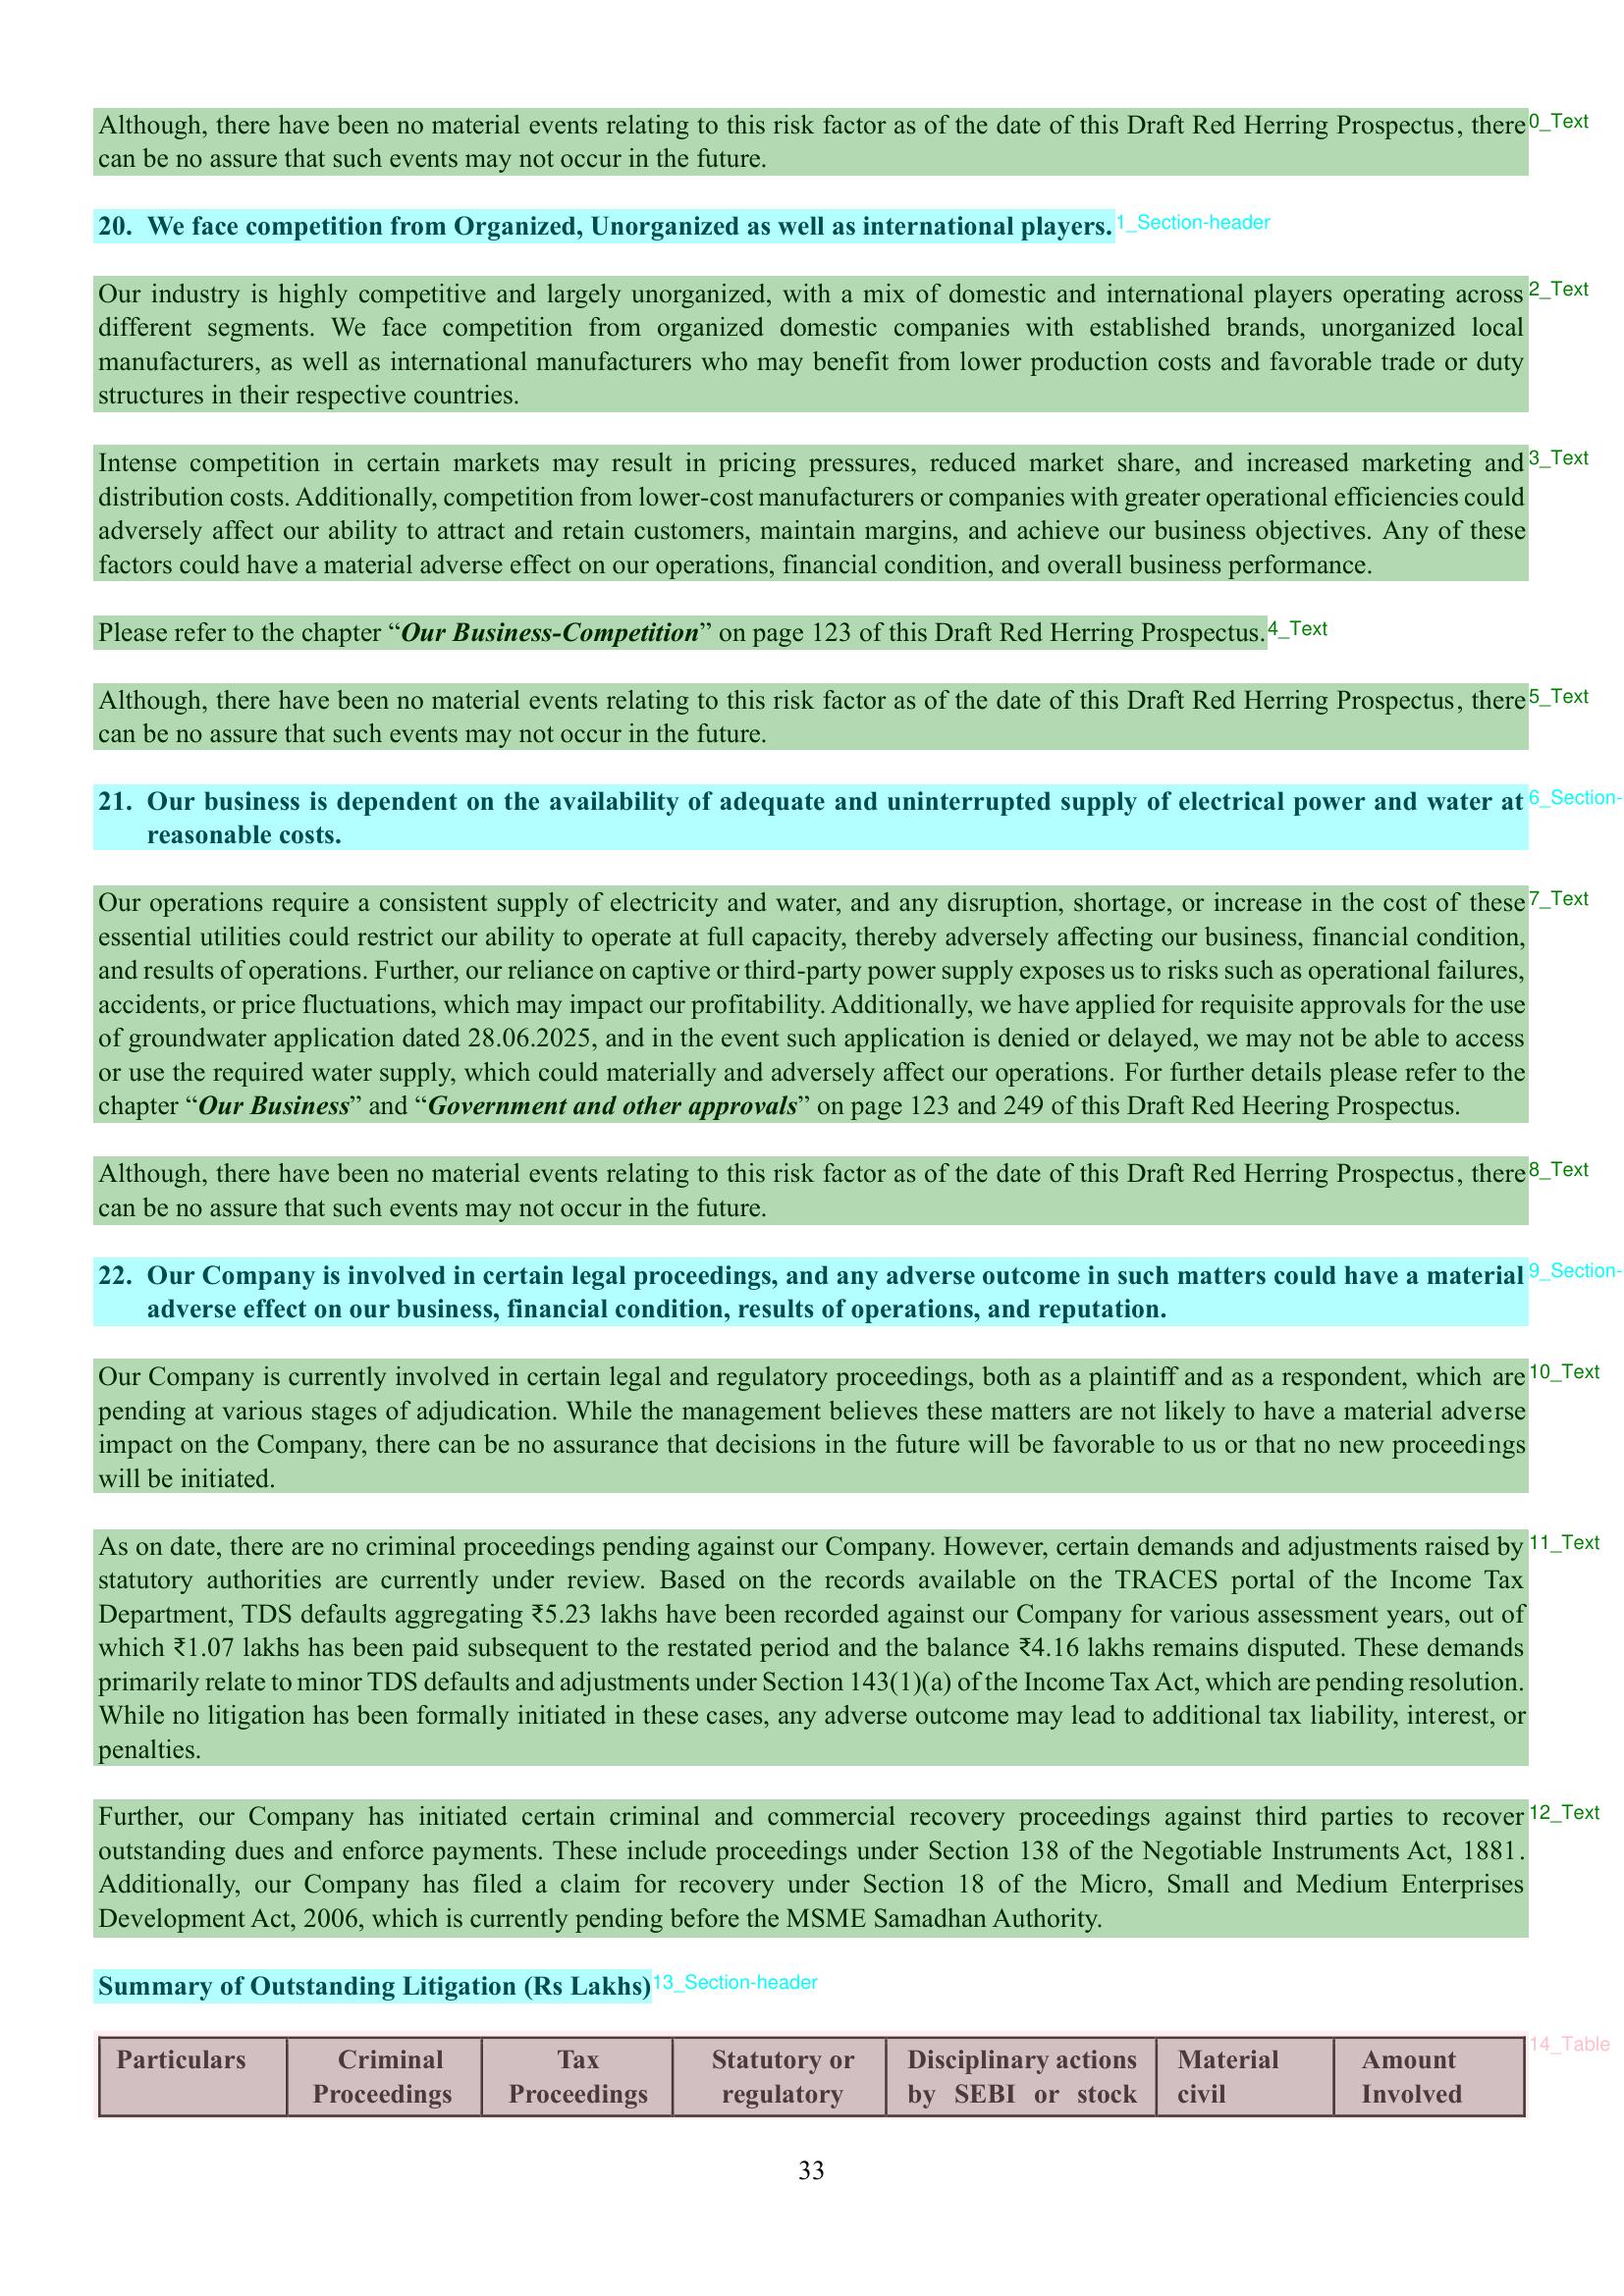 Although, there have been no material events relating to this risk factor as of the date of this Draft Red Herring Prospectus, there
0_Text
can be no assure that such events may not occur in the future.
20. We face competition from Organized, Unorganized as well as international players.
1_Section-header
Our industry is highly competitive and largely unorganized, with a mix of domestic and international players operating across
2_Text
different segments. We face competition from organized domestic companies with established brands, unorganized local
manufacturers, as well as international manufacturers who may benefit from lower production costs and favorable trade or duty
structures in their respective countries.
Intense competition in certain markets may result in pricing pressures, reduced market share, and increased marketing and
3_Text
distribution costs. Additionally, competition from lower-cost manufacturers or companies with greater operational efficiencies could
adversely affect our ability to attract and retain customers, maintain margins, and achieve our business objectives. Any of these
factors could have a material adverse effect on our operations, financial condition, and overall business performance.
Please refer to the chapter “Our Business-Competition” on page 123 of this Draft Red Herring Prospectus.
4_Text
Although, there have been no material events relating to this risk factor as of the date of this Draft Red Herring Prospectus, there
5_Text
can be no assure that such events may not occur in the future.
21. Our business is dependent on the availability of adequate and uninterrupted supply of electrical power and water at
6_Section-
reasonable costs.
Our operations require a consistent supply of electricity and water, and any disruption, shortage, or increase in the cost of these
7_Text
essential utilities could restrict our ability to operate at full capacity, thereby adversely affecting our business, financial condition,
and results of operations. Further, our reliance on captive or third-party power supply exposes us to risks such as operational failures,
accidents, or price fluctuations, which may impact our profitability. Additionally, we have applied for requisite approvals for the use
of groundwater application dated 28.06.2025, and in the event such application is denied or delayed, we may not be able to access
or use the required water supply, which could materially and adversely affect our operations. For further details please refer to the
chapter “Our Business” and “Government and other approvals” on page 123 and 249 of this Draft Red Heering Prospectus.
Although, there have been no material events relating to this risk factor as of the date of this Draft Red Herring Prospectus, there
8_Text
can be no assure that such events may not occur in the future.
22. Our Company is involved in certain legal proceedings, and any adverse outcome in such matters could have a material
9_Section-
adverse effect on our business, financial condition, results of operations, and reputation.
Our Company is currently involved in certain legal and regulatory proceedings, both as a plaintiff and as a respondent, which are
10_Text
pending at various stages of adjudication. While the management believes these matters are not likely to have a material adverse
impact on the Company, there can be no assurance that decisions in the future will be favorable to us or that no new proceedings
will be initiated.
As on date, there are no criminal proceedings pending against our Company. However, certain demands and adjustments raised by
11_Text
statutory authorities are currently under review. Based on the records available on the TRACES portal of the Income Tax
Department, TDS defaults aggregating ₹5.23 lakhs have been recorded against our Company for various assessment years, out of
which ₹1.07 lakhs has been paid subsequent to the restated period and the balance ₹4.16 lakhs remains disputed. These demands
primarily relate to minor TDS defaults and adjustments under Section 143(1)(a) of the Income Tax Act, which are pending resolution.
While no litigation has been formally initiated in these cases, any adverse outcome may lead to additional tax liability, interest, or
penalties.
Further, our Company has initiated certain criminal and commercial recovery proceedings against third parties to recover
12_Text
outstanding dues and enforce payments. These include proceedings under Section 138 of the Negotiable Instruments Act, 1881.
Additionally, our Company has filed a claim for recovery under Section 18 of the Micro, Small and Medium Enterprises
Development Act, 2006, which is currently pending before the MSME Samadhan Authority.
Summary of Outstanding Litigation (Rs Lakhs)
13_Section-header
14_Table
Particulars Criminal Tax Statutory or Disciplinary actions Material Amount
Proceedings Proceedings regulatory by SEBI or stock civil Involved
33